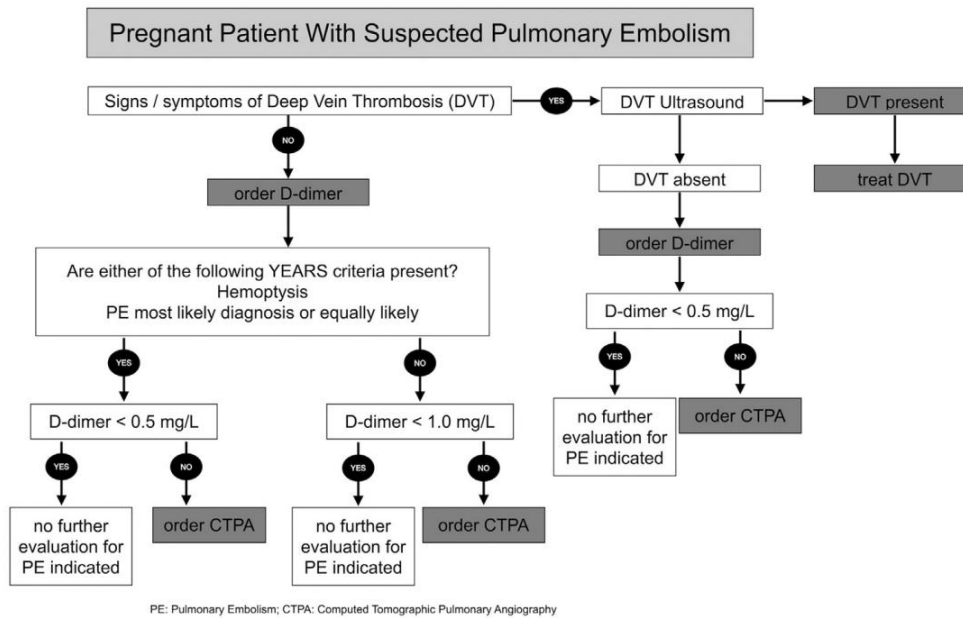 Pregnant Patient With Suspected Pulmonary Embolism
Signs / symptoms of Deep Vein Thrombosis (DVT)
YES
DVT Ultrasound
DVT present
NO
DVT absent
treat DVT
order D-dimer
order D-dimer
Are either of the following YEARS criteria present?
Hemoptysis
PE most likely diagnosis or equally likely
D-dimer < 0.5 mg/L
YES
NO
YES
NO
D-dimer < 0.5 mg/L
D-dimer < 1.0 mg/L
no further
evaluation for
PE indicated
order CTPA
YES
NO
YES
NO
no further
evaluation for
PE indicated
order CTPA
no further
evaluation for
PE indicated
order CTPA
PE: Pulmonary Embolism; CTPA: Computed Tomographic Pulmonary Angiography